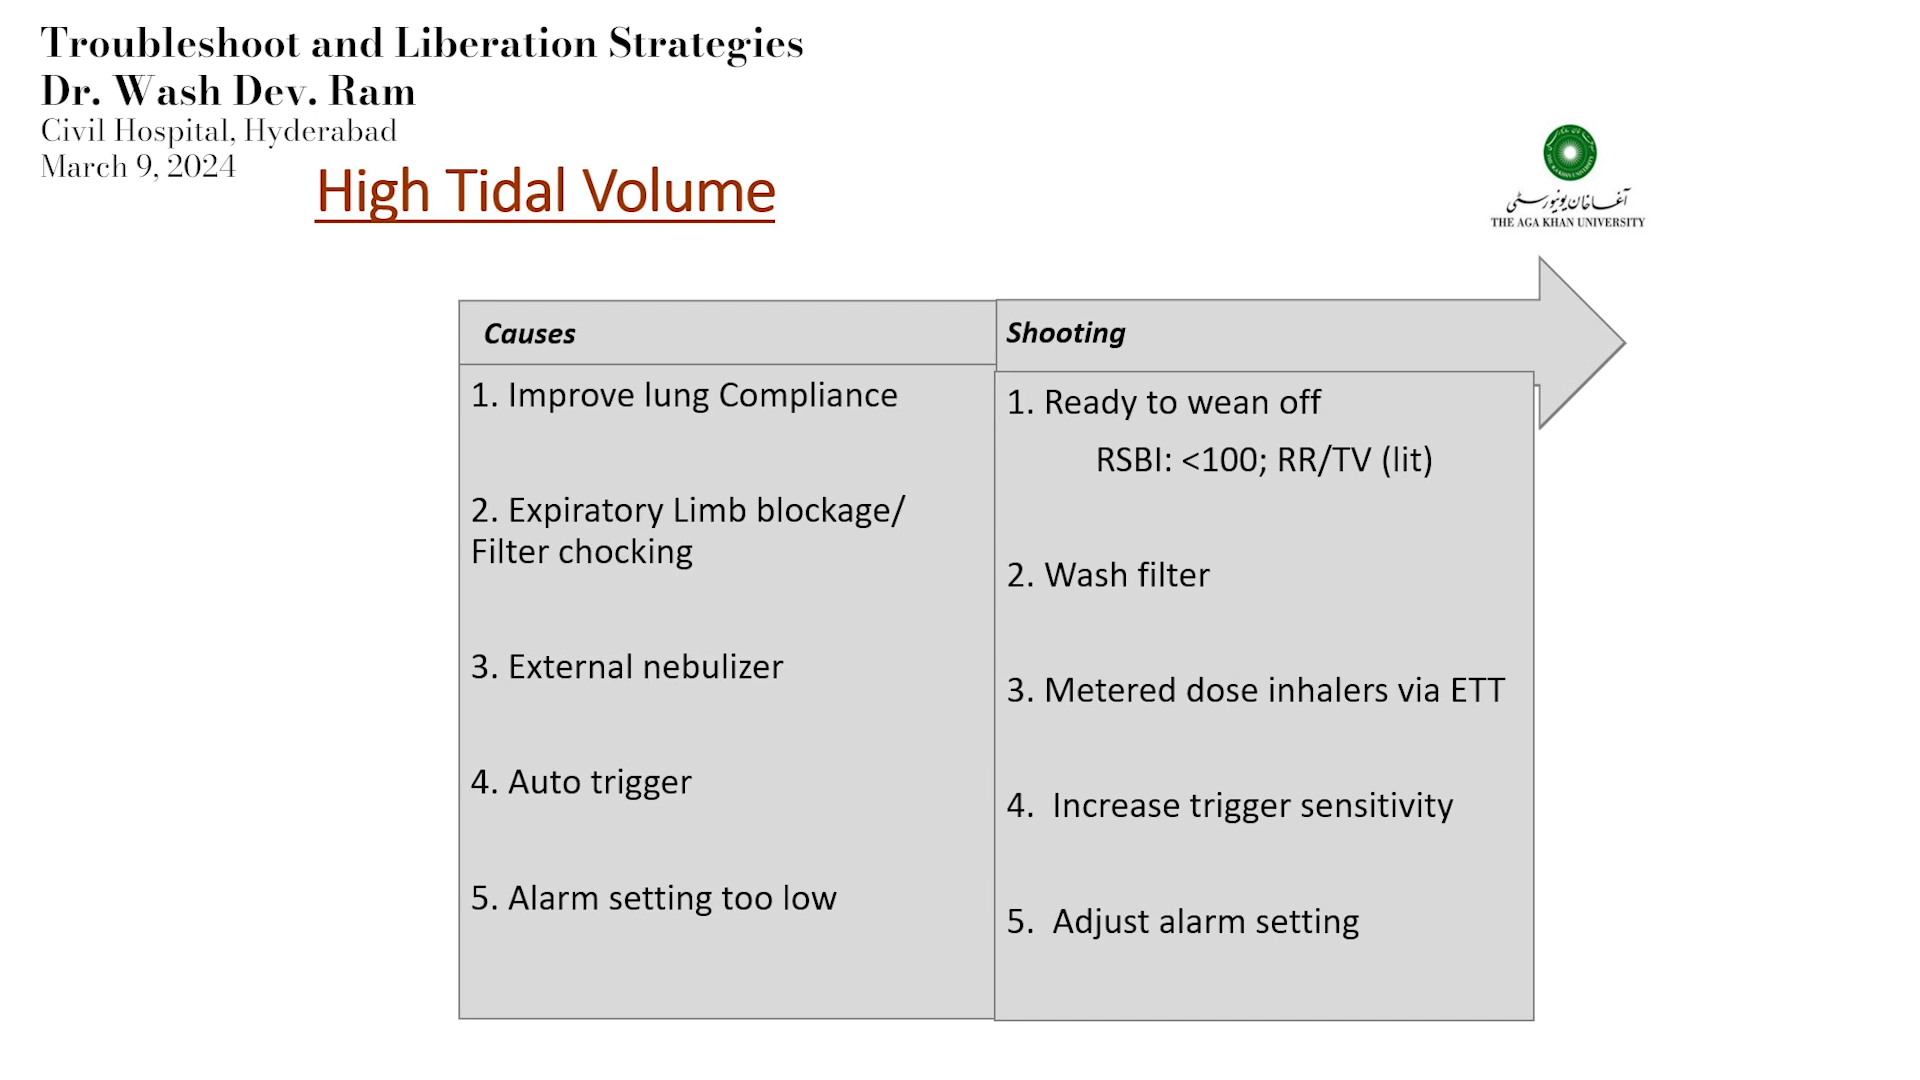 Troubleshoot and Liberation Strategies
Dr. Wash Dev. Ram
Civil Hospital, Hyderabad
March 9, 2024
High Tidal Volume
آغا خان یونیورسٹی
THE AGA KHAN UNIVERSITY
Causes
1. Improve lung Compliance
2. Expiratory Limb blockage/
Filter chocking
3. External nebulizer
4. Auto trigger
5. Alarm setting too low
Shooting
1. Ready to wean off
RSBI: <100; RR/TV (lit)
2. Wash filter
3. Metered dose inhalers via ETT
4. Increase trigger sensitivity
5. Adjust alarm setting